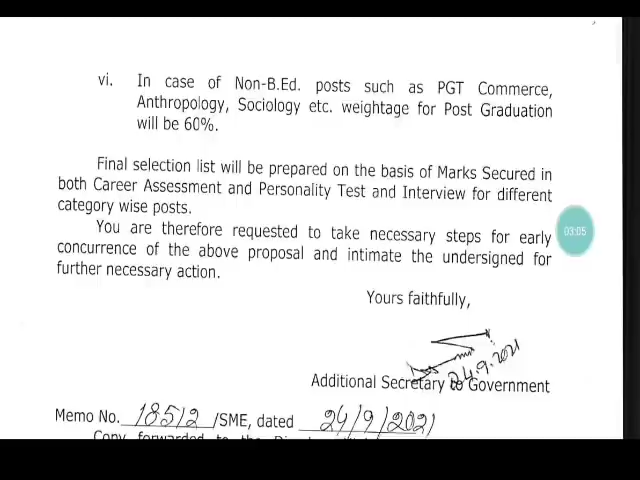 vi. In case of Non-B.Ed. posts such as PGT Commerce,
Anthropology, Sociology etc. weightage for Post Graduation
will be 60%.
Final selection list will be prepared on the basis of Marks Secured in
both Career Assessment and Personality Test and Interview for different
category wise posts.
You are therefore requested to take necessary steps for early
concurrence of the above proposal and intimate the undersigned for
further necessary action.
03:05
Yours faithfully,
24.9.2021
Additional Secretary to Government
Memo No. 18512 /SME, dated 24/9/2021
Copy forwarded to the